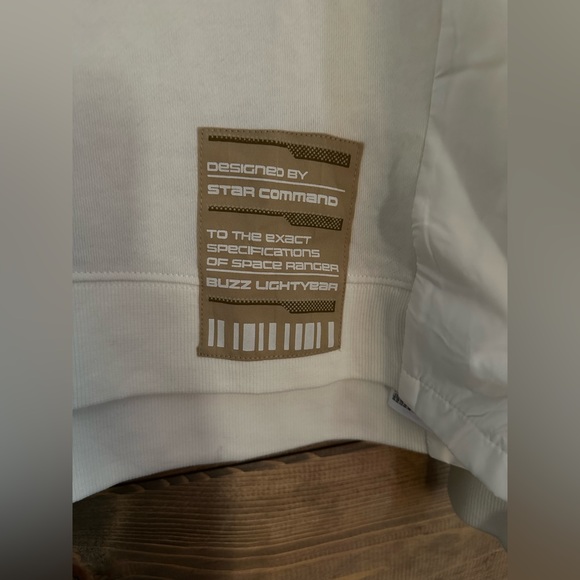 DESIGNED BY
STAR COMMAND
TO THE EXACT
SPECIFICATIONS
OF SPACE RANGER
BUZZ LIGHTYEAR